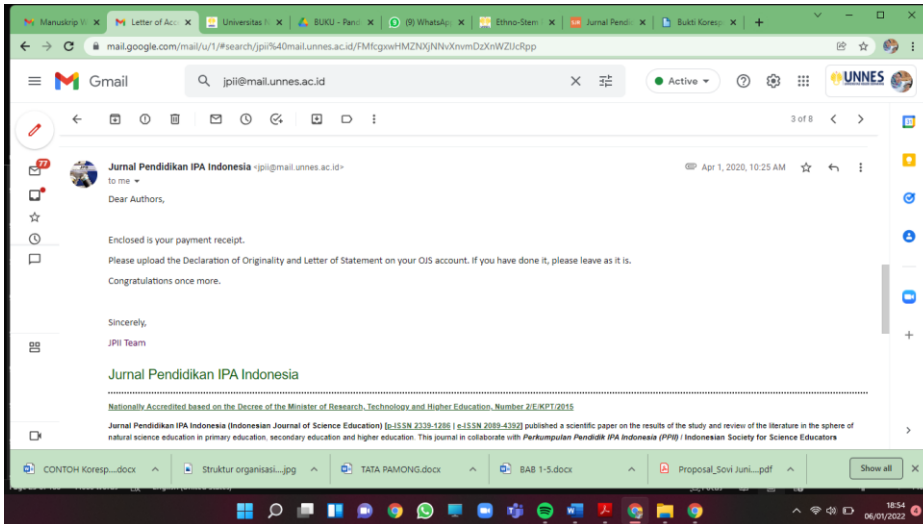 Manuskrip W
Letter of Acc
Universitas N
BUKU - Pand
(9) WhatsApp
Ethno-Stem
Jurnal Pendic
Bukti Koresp
mail.google.com/mail/u/1/#search/jpii%40mail.unnes.ac.id/FMfcgxwHMZNXjNNvXnvmDzXnWZlJcRpp
Gmail
jpii@mail.unnes.ac.id
Active
UNNES
3 of 8
77
Jurnal Pendidikan IPA Indonesia <jpii@mail.unnes.ac.id>
Apr 1, 2020, 10:25 AM
to me
Dear Authors,
Enclosed is your payment receipt.
Please upload the Declaration of Originality and Letter of Statement on your OJS account. If you have done it, please leave as it is.
Congratulations once more.
Sincerely,
JPII Team
Jurnal Pendidikan IPA Indonesia
Nationally Accredited based on the Decree of the Minister of Research, Technology and Higher Education, Number 2/E/KPT/2015
Jurnal Pendidikan IPA Indonesia (Indonesian Journal of Science Education) [p-ISSN 2339-1286 | e-ISSN 2089-4392] published a scientific paper on the results of the study and review of the literature in the sphere of
natural science education in primary education, secondary education and higher education. This journal in collaborate with Perkumpulan Pendidik IPA Indonesia (PPII) / Indonesian Society for Science Educators
CONTOH Koresp....docx
Struktur organisasi...jpg
TATA PAMONG.docx
BAB 1-5.docx
Proposal_Sovi Juni....pdf
Show all
18:54
06/01/2022